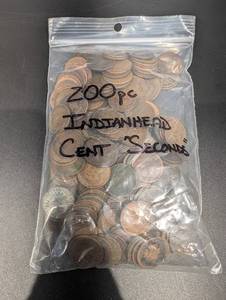 200pc
INDIANHEAD
CENT "SECONDS"